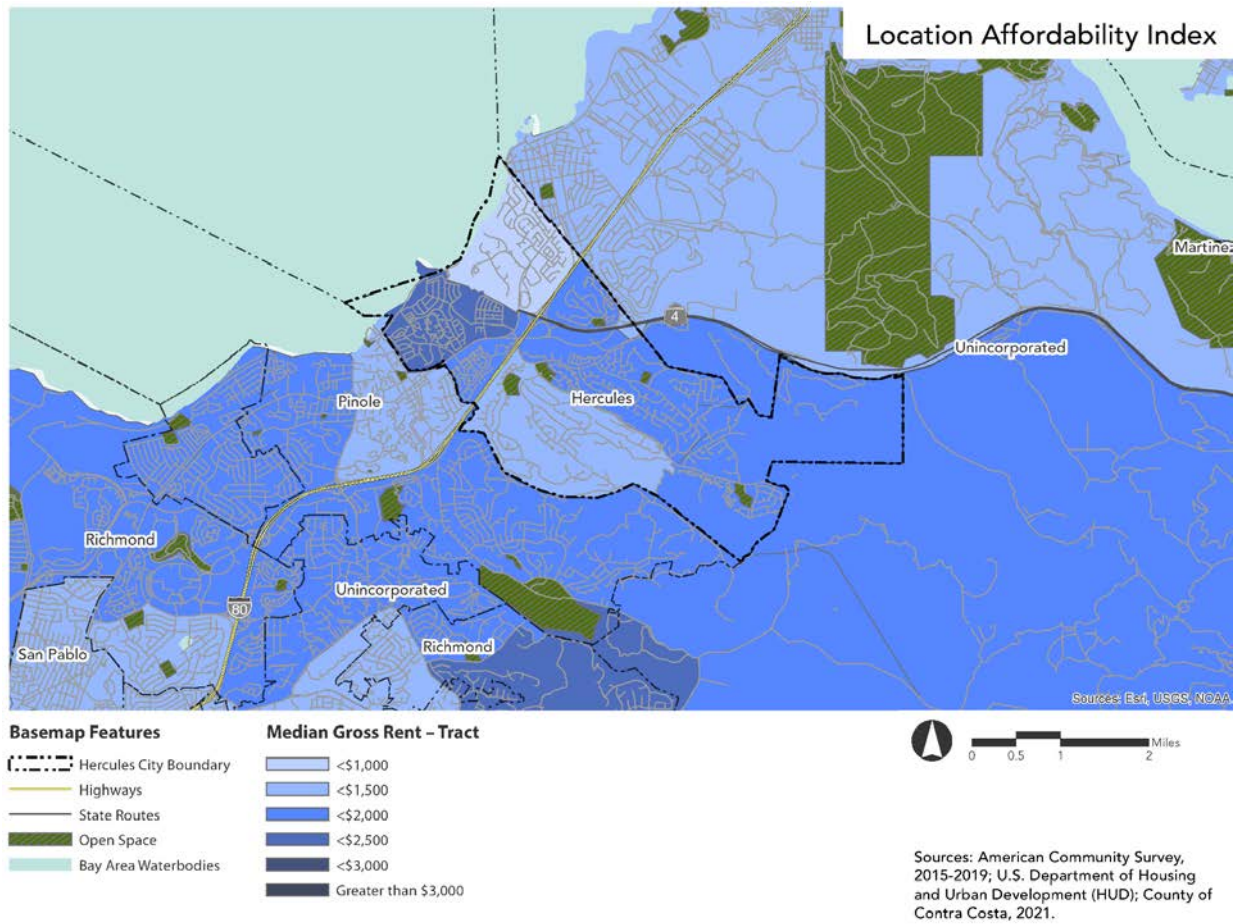 Location Affordability Index
Martinez
4
Unincorporated
Pinole
Hercules
Richmond
Unincorporated
80
San Pablo
Richmond
Sources: Esri, USGS, NOAA
Basemap Features
Hercules City Boundary
Highways
State Routes
Open Space
Bay Area Waterbodies
Median Gross Rent – Tract
<$1,000
<$1,500
<$2,000
<$2,500
<$3,000
Greater than $3,000
0 0.5 1 2 Miles
Sources: American Community Survey,
2015-2019; U.S. Department of Housing
and Urban Development (HUD); County of
Contra Costa, 2021.